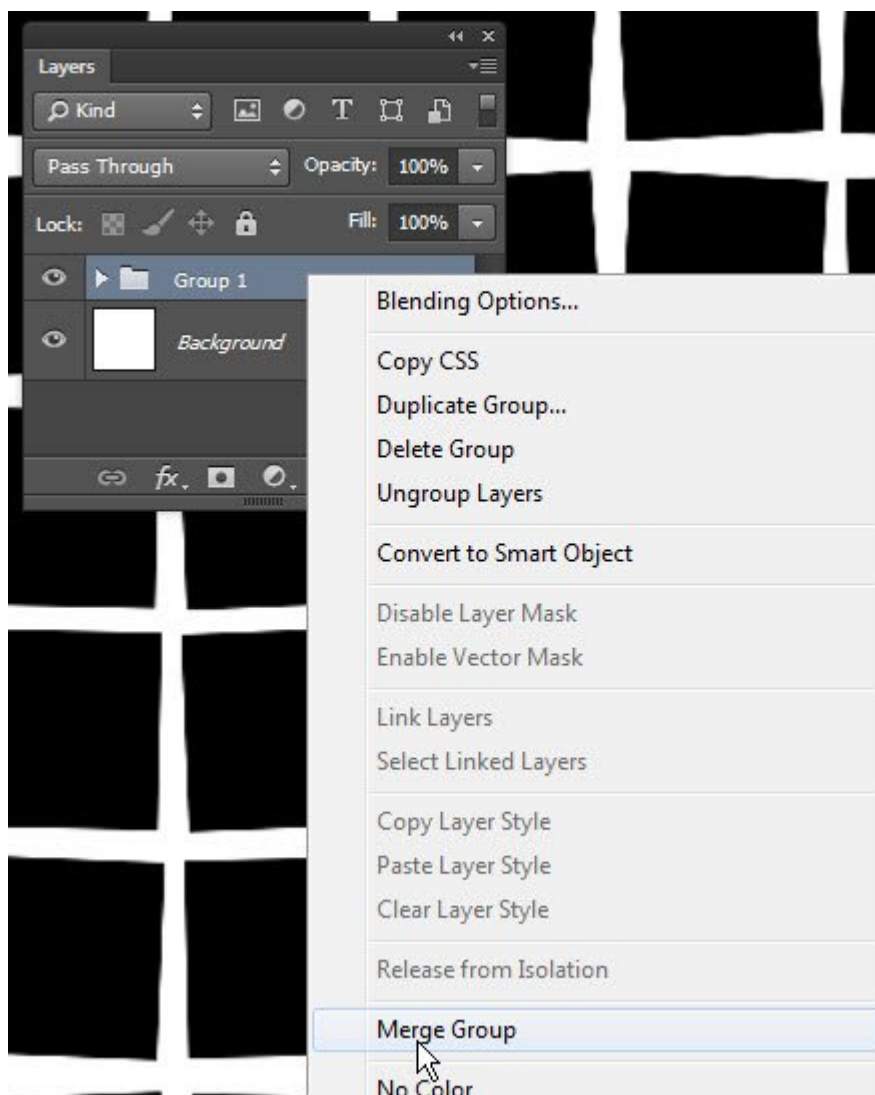 Layers
Kind
Pass Through Opacity: 100%
Lock: Fill: 100%
Group 1
Background
fx.
Blending Options...
Copy CSS
Duplicate Group...
Delete Group
Ungroup Layers
Convert to Smart Object
Disable Layer Mask
Enable Vector Mask
Link Layers
Select Linked Layers
Copy Layer Style
Paste Layer Style
Clear Layer Style
Release from Isolation
Merge Group
No Color